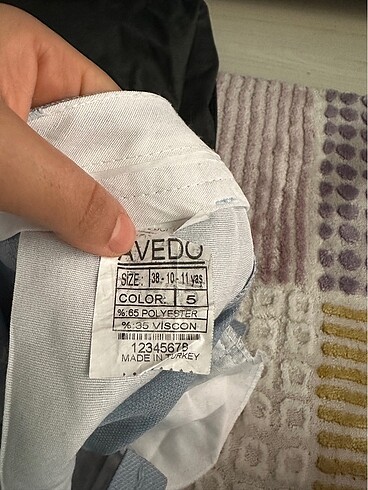 AVEDO
SIZE: 38-10-11 yaş
COLOR: 5
%:65 POLYESTER
%:35 VISCON
12345678
MADE IN TURKEY